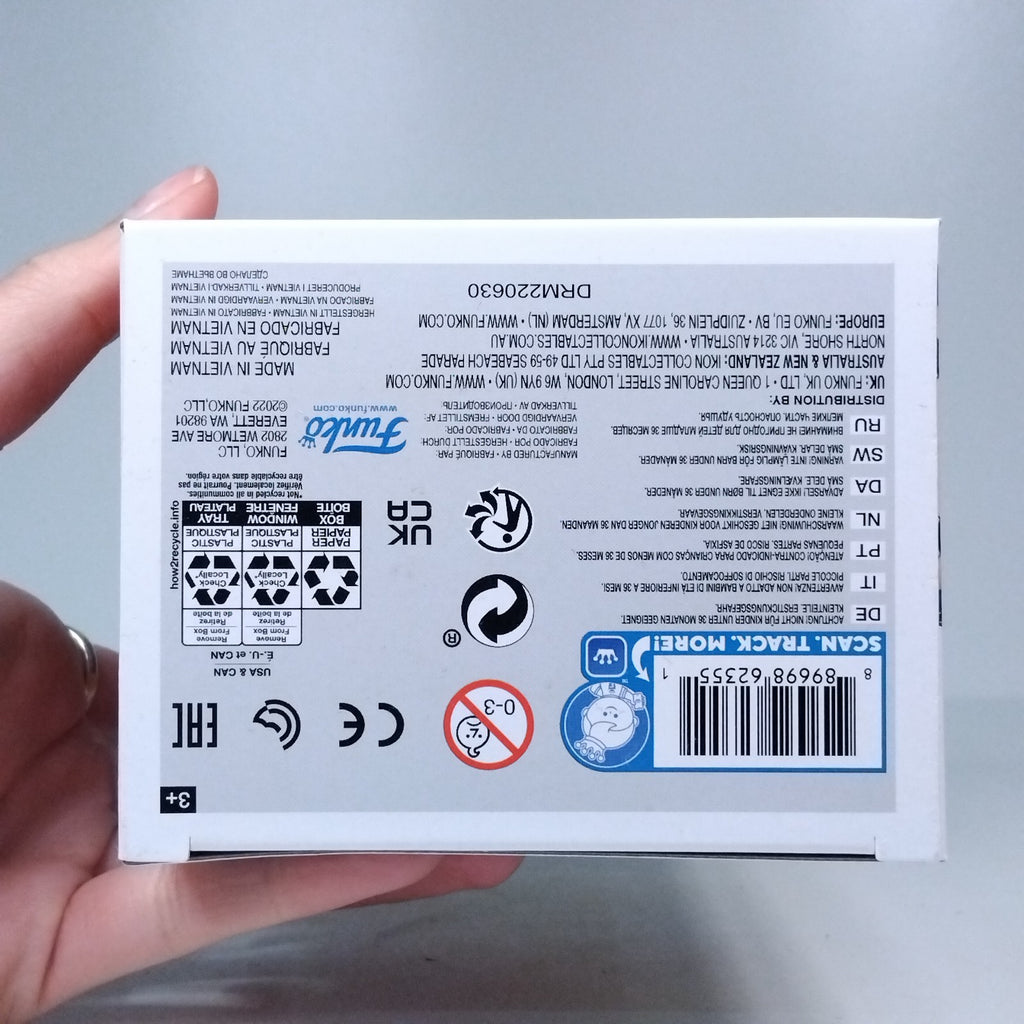 3+
8 89698 62355 1
SCAN. TRACK. MORE!
TM
0-3
CE
EAC
USA & CAN
É.-U. et CAN
Remove
From Box
Retirez
de la boîte
Remove
From Box
Retirez
de la boîte
Check
Locally*
Check
Locally*
PAPER
PAPIER
BOX
BOÎTE
PLASTIC
PLASTIQUE
WINDOW
FENÊTRE
PLASTIC
PLASTIQUE
TRAY
PLATEAU
how2recycle.info
*Not recycled in all communities.
Vérifiez localement. Pourrait ne pas
être recyclable dans votre région.
®
UK
CA
DE ACHTUNG! NICHT FÜR KINDER UNTER 36 MONATEN GEEIGNET.
KLEINTEILE. ERSTICKUNGSGEFAHR.
IT AVVERTENZA! NON ADATTO A BAMBINI DI ETÀ INFERIORE A 36 MESI.
PICCOLE PARTI. RISCHIO DI SOFFOCAMENTO.
PT ATENÇÃO! CONTRA-INDICADO PARA CRIANÇAS COM MENOS DE 36 MESES.
PEQUENAS PARTES. RISCO DE ASFIXIA.
NL WAARSCHUWING! NIET GESCHIKT VOOR KINDEREN JONGER DAN 36 MAANDEN.
KLEINE ONDERDELEN. VERSTIKKINGSGEVAAR.
DA ADVARSEL! IKKE EGNET TIL BØRN UNDER 36 MÅNEDER.
SMÅ DELE. KVÆLNINGSFARE.
SW VARNING! INTE LÄMPLIG FÖR BARN UNDER 36 MÅNADER.
SMÅ DELAR. KVÄVNINGSRISK.
RU ВНИМАНИЕ! НЕ ПРИГОДНО ДЛЯ ДЕТЕЙ МЛАДШЕ 36 МЕСЯЦЕВ.
МЕЛКИЕ ЧАСТИ. ОПАСНОСТЬ УДУШЬЯ.
MANUFACTURED BY • FABRIQUÉ PAR:
FABRICADO POR • HERGESTELLT DURCH:
FABBRICATO DA • FABRICADO POR:
VERVAARDIGD DOOR • FREMSTILLET AF:
TILLVERKAD AV • ПРОИЗВОДИТЕЛЬ:
Funko
www.funko.com
FUNKO, LLC
2802 WETMORE AVE
EVERETT, WA 98201
©2022 FUNKO,LLC
DISTRIBUTION BY:
UK: FUNKO UK, LTD • 1 QUEEN CAROLINE STREET, LONDON, W6 9YN (UK) • WWW.FUNKO.COM
AUSTRALIA & NEW ZEALAND: IKON COLLECTABLES PTY LTD 49-59 SEABEACH PARADE
NORTH SHORE, VIC 3214 AUSTRALIA • WWW.IKONCOLLECTABLES.COM.AU
EUROPE: FUNKO EU, BV • ZUIDPLEIN 36, 1077 XV, AMSTERDAM (NL) • WWW.FUNKO.COM
MADE IN VIETNAM
FABRIQUÉ AU VIETNAM
FABRICADO EN VIETNAM
HERGESTELLT IN VIETNAM • FABBRICATO IN VIETNAM
FABRICADO NA VIETNAM • VERVAARDIGD IN VIETNAM
PRODUCERET I VIETNAM • TILLVERKAD I VIETNAM
СДЕЛАНО ВО ВЬЕТНАМЕ
DRM220630